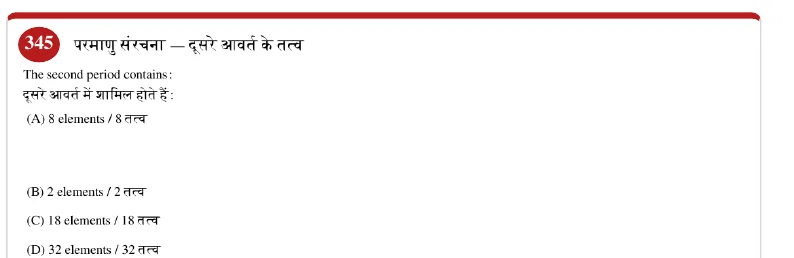 345 परमाणु संरचना — दूसरे आवर्त के तत्व
The second period contains:
दूसरे आवर्त में शामिल होते हैं:
(A) 8 elements / 8 तत्व
(B) 2 elements / 2 तत्व
(C) 18 elements / 18 तत्व
(D) 32 elements / 32 तत्व